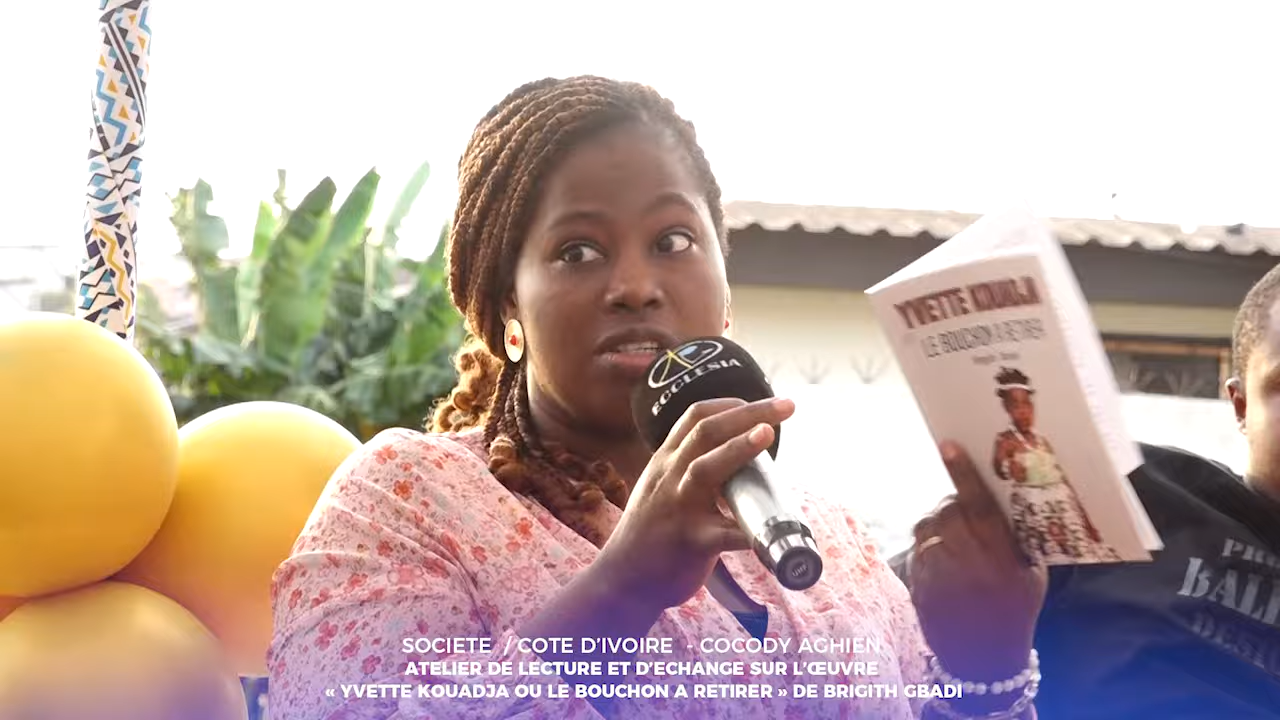 ECCLESIA
YVETTE KOUADJA
LE BOUCHON A RETIRER
SOCIETE / COTE D'IVOIRE - COCODY AGHIEN
ATELIER DE LECTURE ET D'ECHANGE SUR L'ŒUVRE
« YVETTE KOUADJA OU LE BOUCHON A RETIRER » DE BRIGITH GBADI